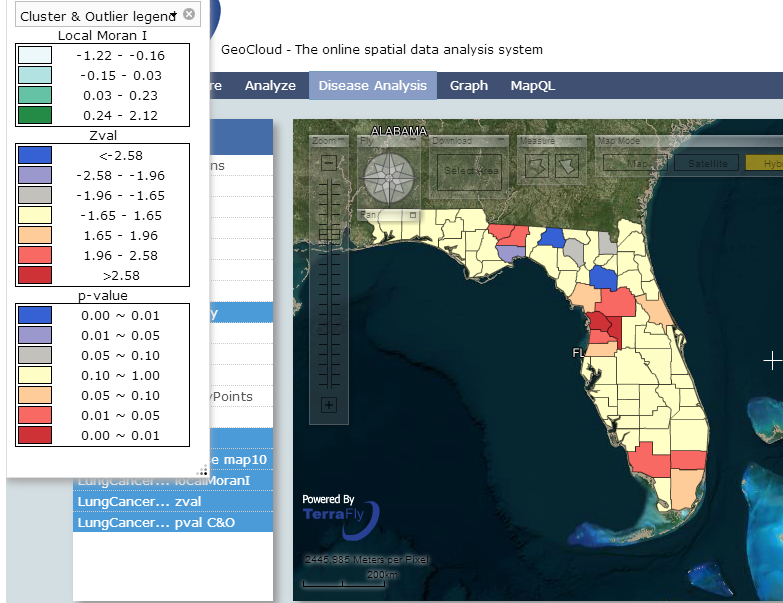 Cluster & Outlier legend
Local Moran I
-1.22 - -0.16
-0.15 - 0.03
0.03 - 0.23
0.24 - 2.12
Zval
<-2.58
-2.58 - -1.96
-1.96 - -1.65
-1.65 - 1.65
1.65 - 1.96
1.96 - 2.58
>2.58
p-value
0.00 ~ 0.01
0.01 ~ 0.05
0.05 ~ 0.10
0.10 ~ 1.00
0.05 ~ 0.10
0.01 ~ 0.05
0.00 ~ 0.01
GeoCloud - The online spatial data analysis system
re Analyze Disease Analysis Graph MapQL
ns
y
Points
e map10
LungCancer... localMoranI
LungCancer... zval
LungCancer... pval C&O
ALABAMA
Zoom Fly Download Measure Map Mode
Select Area
Map Satellite Hyb
Pan
FL
Powered By
TerraFly
2445.985 Meters per Pixel
200km